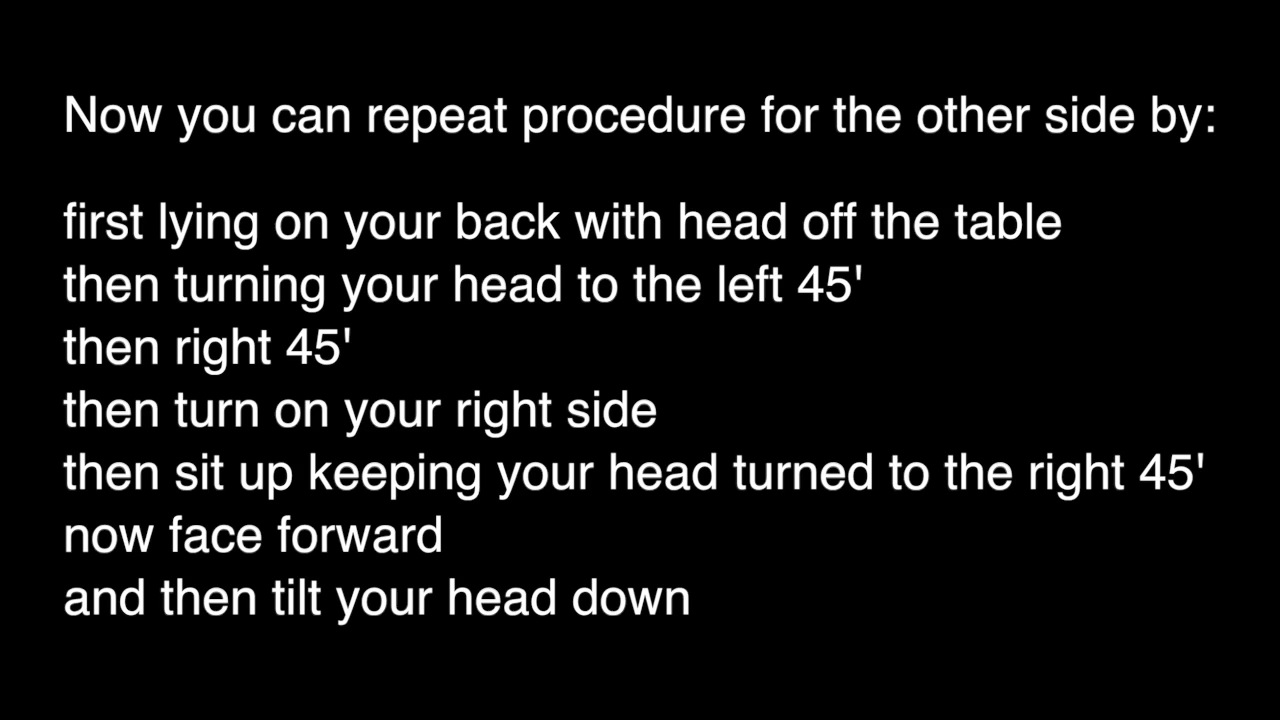 Now you can repeat procedure for the other side by:
first lying on your back with head off the table
then turning your head to the left 45'
then right 45'
then turn on your right side
then sit up keeping your head turned to the right 45'
now face forward
and then tilt your head down